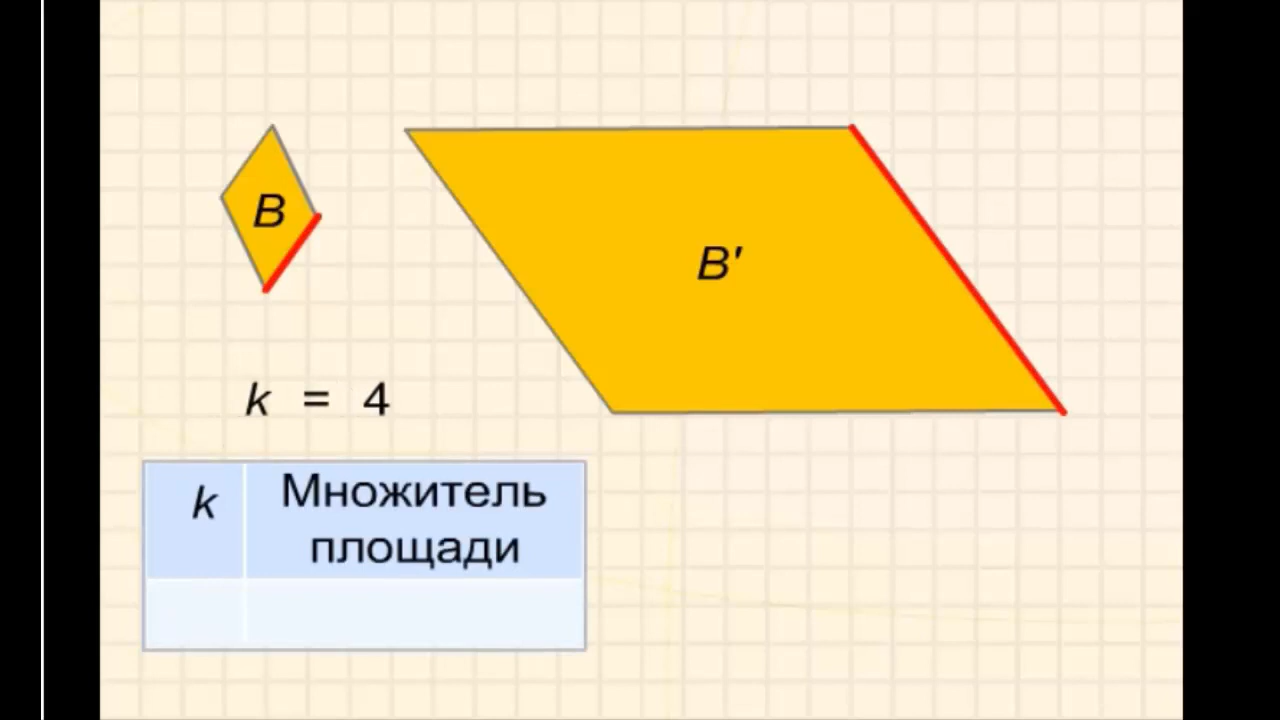 B
B'
k = 4
k
Множитель
площади